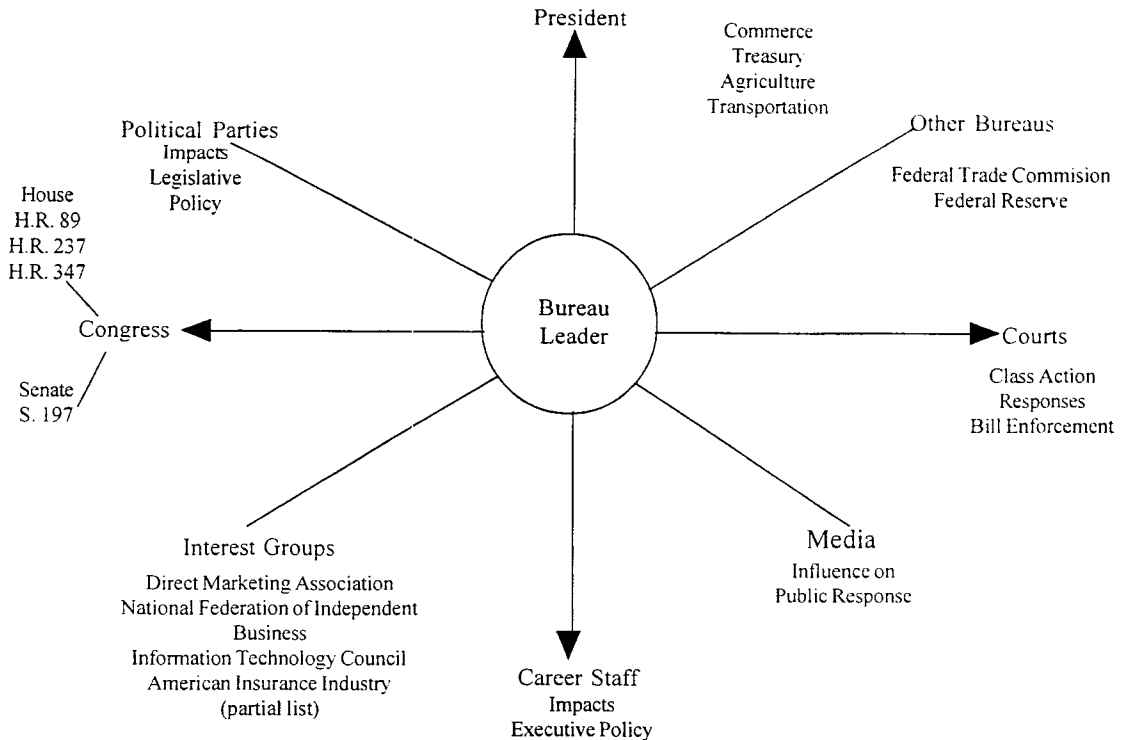 President
Commerce
Treasury
Agriculture
Transportation
Other Bureaus
Federal Trade Commision
Federal Reserve
Political Parties
Impacts
Legislative
Policy
House
H.R. 89
H.R. 237
H.R. 347
Congress
Senate
S. 197
Bureau
Leader
Courts
Class Action
Responses
Bill Enforcement
Interest Groups
Direct Marketing Association
National Federation of Independent
Business
Information Technology Council
American Insurance Industry
(partial list)
Career Staff
Impacts
Executive Policy
Media
Influence on
Public Response